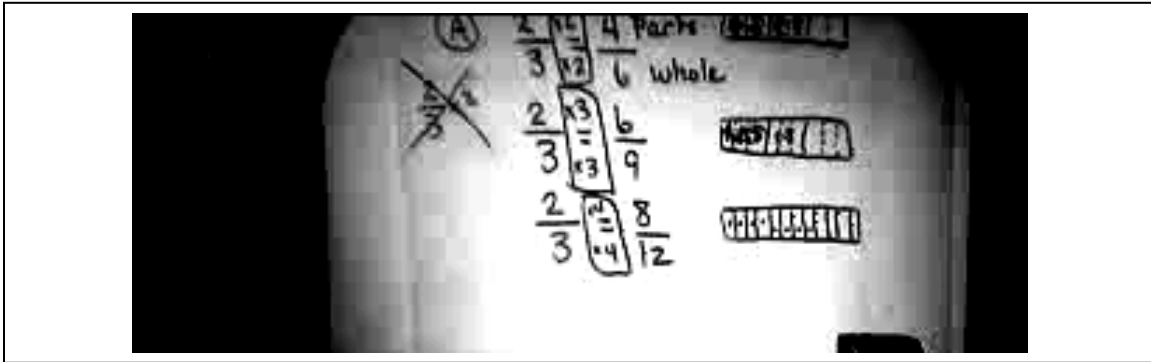 A 2/3 ×2 = ×2 4/6 Parts whole
2/3 ×3 = ×3 6/9
2/3 = ×4 8/12